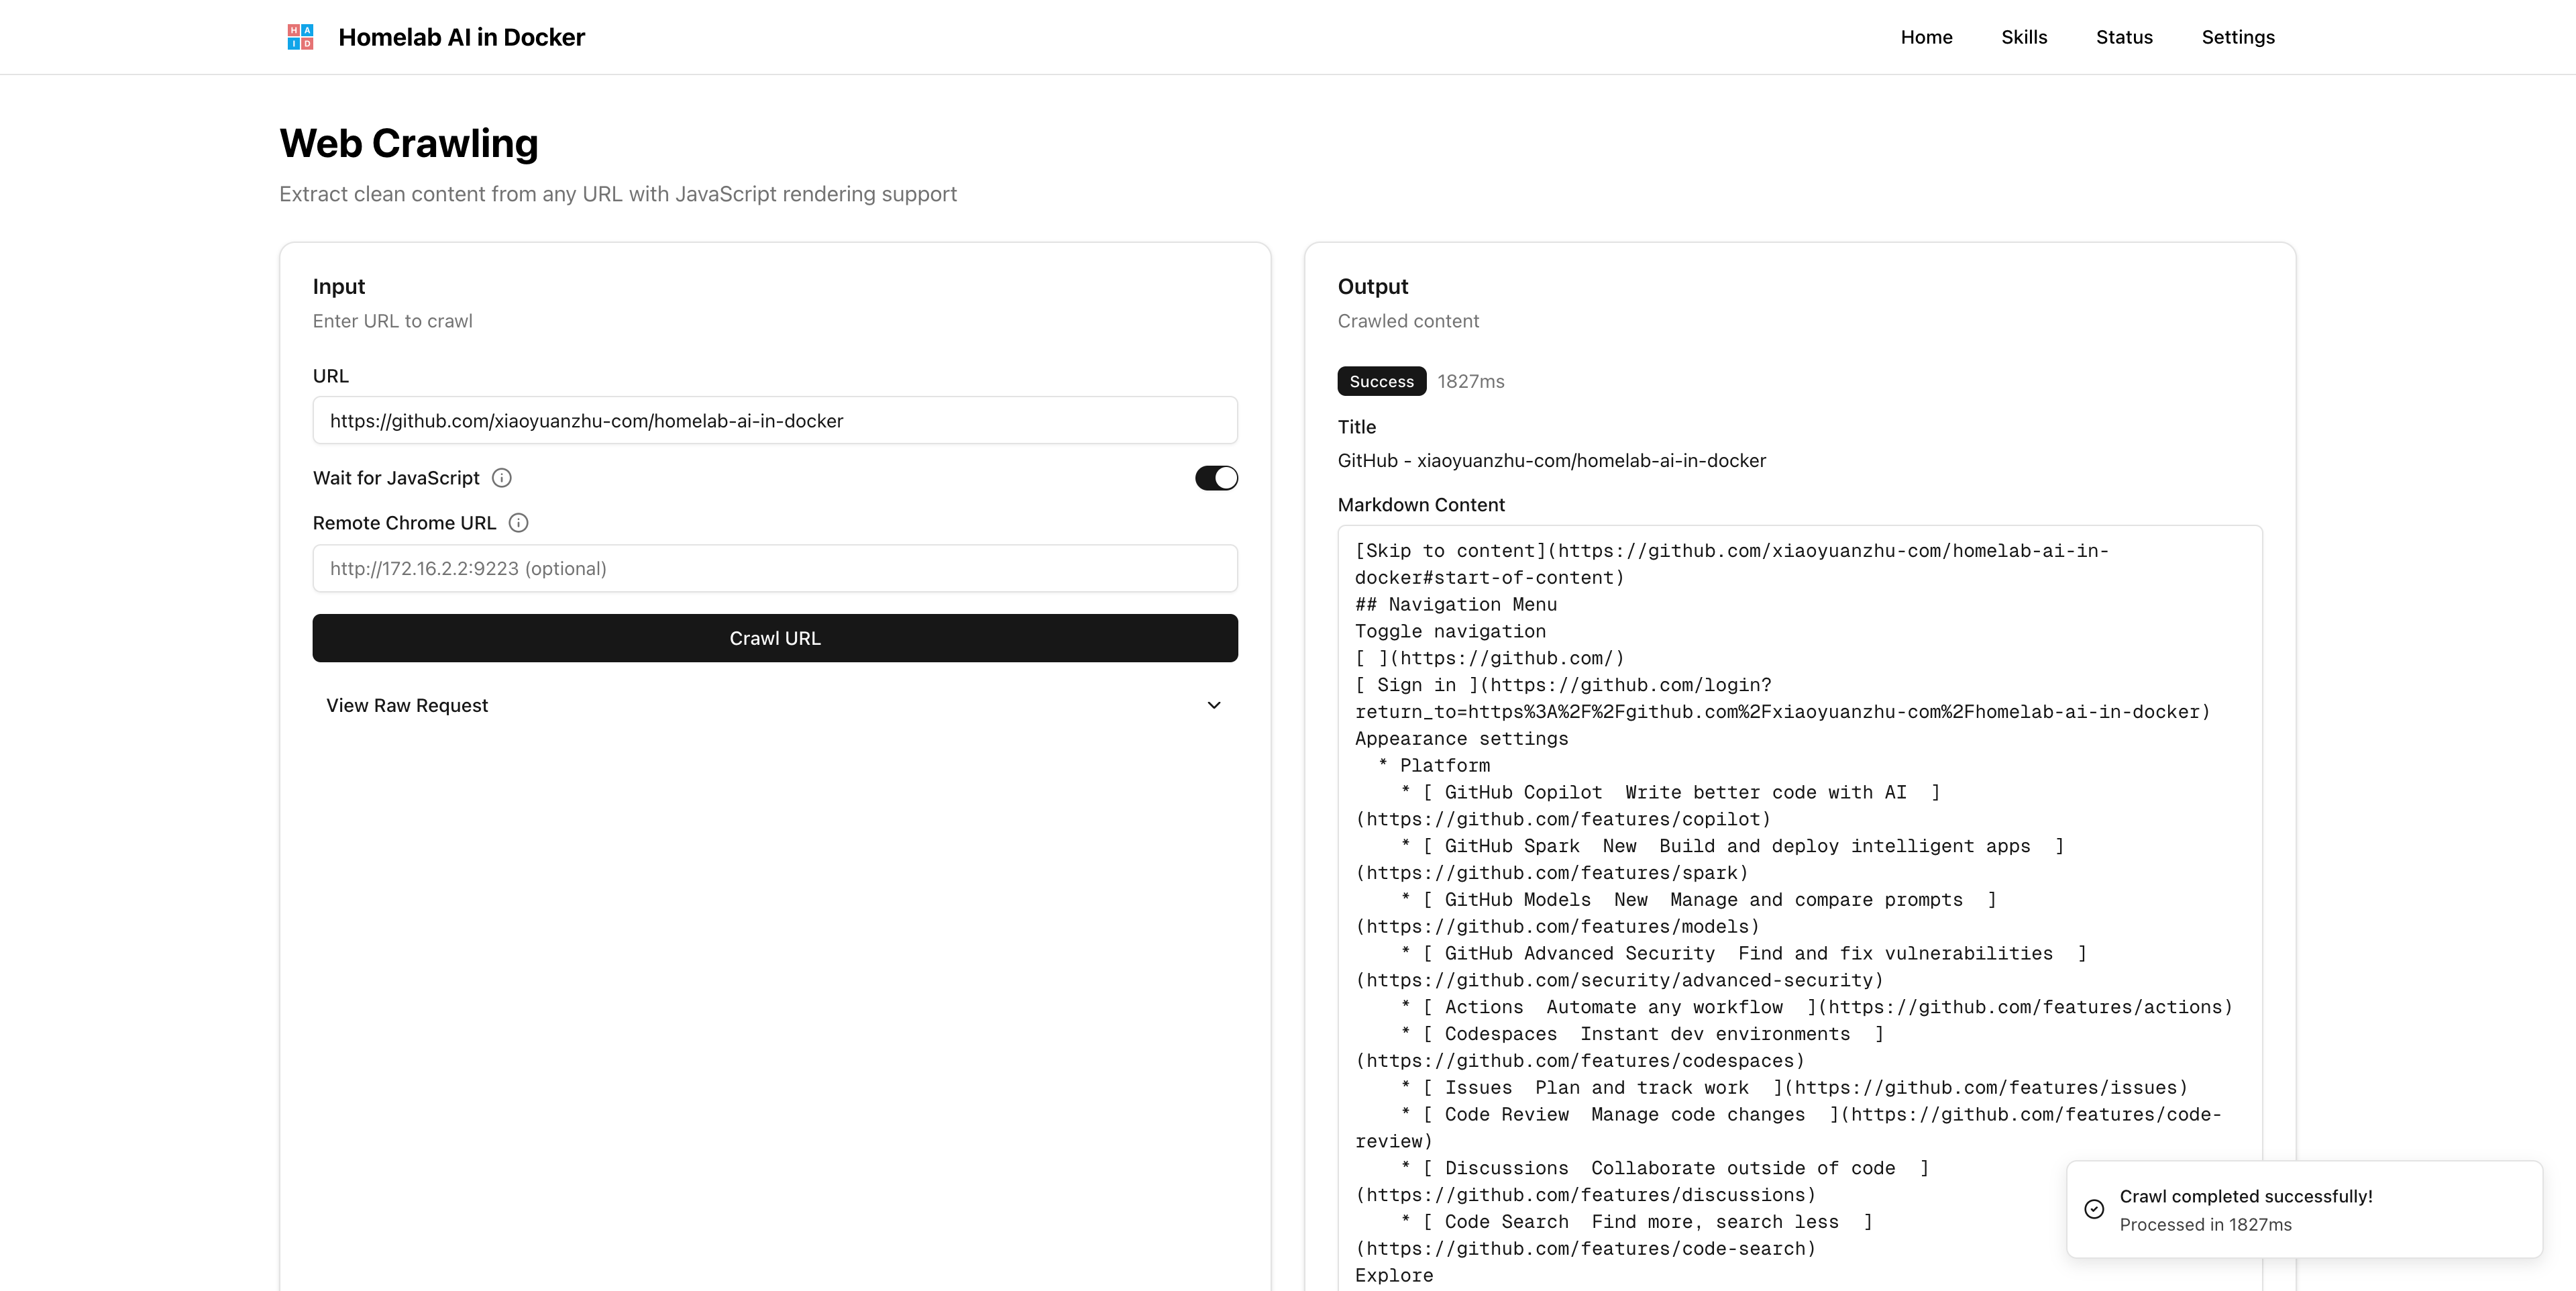 HA
ID
Homelab AI in Docker
Home
Skills
Status
Settings
Web Crawling
Extract clean content from any URL with JavaScript rendering support
Input
Enter URL to crawl
URL
https://github.com/xiaoyuanzhu-com/homelab-ai-in-docker
Wait for JavaScript
Remote Chrome URL
http://172.16.2.2:9223 (optional)
Crawl URL
View Raw Request
Output
Crawled content
Success 1827ms
Title
GitHub - xiaoyuanzhu-com/homelab-ai-in-docker
Markdown Content
[Skip to content](https://github.com/xiaoyuanzhu-com/homelab-ai-in-
docker#start-of-content)
## Navigation Menu
Toggle navigation
[ ](https://github.com/)
[ Sign in ](https://github.com/login?
return_to=https%3A%2F%2Fgithub.com%2Fxiaoyuanzhu-com%2Fhomelab-ai-in-docker)
Appearance settings
* Platform
* [ GitHub Copilot  Write better code with AI  ]
(https://github.com/features/copilot)
* [ GitHub Spark  New  Build and deploy intelligent apps  ]
(https://github.com/features/spark)
* [ GitHub Models  New  Manage and compare prompts  ]
(https://github.com/features/models)
* [ GitHub Advanced Security  Find and fix vulnerabilities  ]
(https://github.com/security/advanced-security)
* [ Actions  Automate any workflow  ](https://github.com/features/actions)
* [ Codespaces  Instant dev environments  ]
(https://github.com/features/codespaces)
* [ Issues  Plan and track work  ](https://github.com/features/issues)
* [ Code Review  Manage code changes  ](https://github.com/features/code-
review)
* [ Discussions  Collaborate outside of code  ]
(https://github.com/features/discussions)
* [ Code Search  Find more, search less  ]
(https://github.com/features/code-search)
Explore
Crawl completed successfully!
Processed in 1827ms